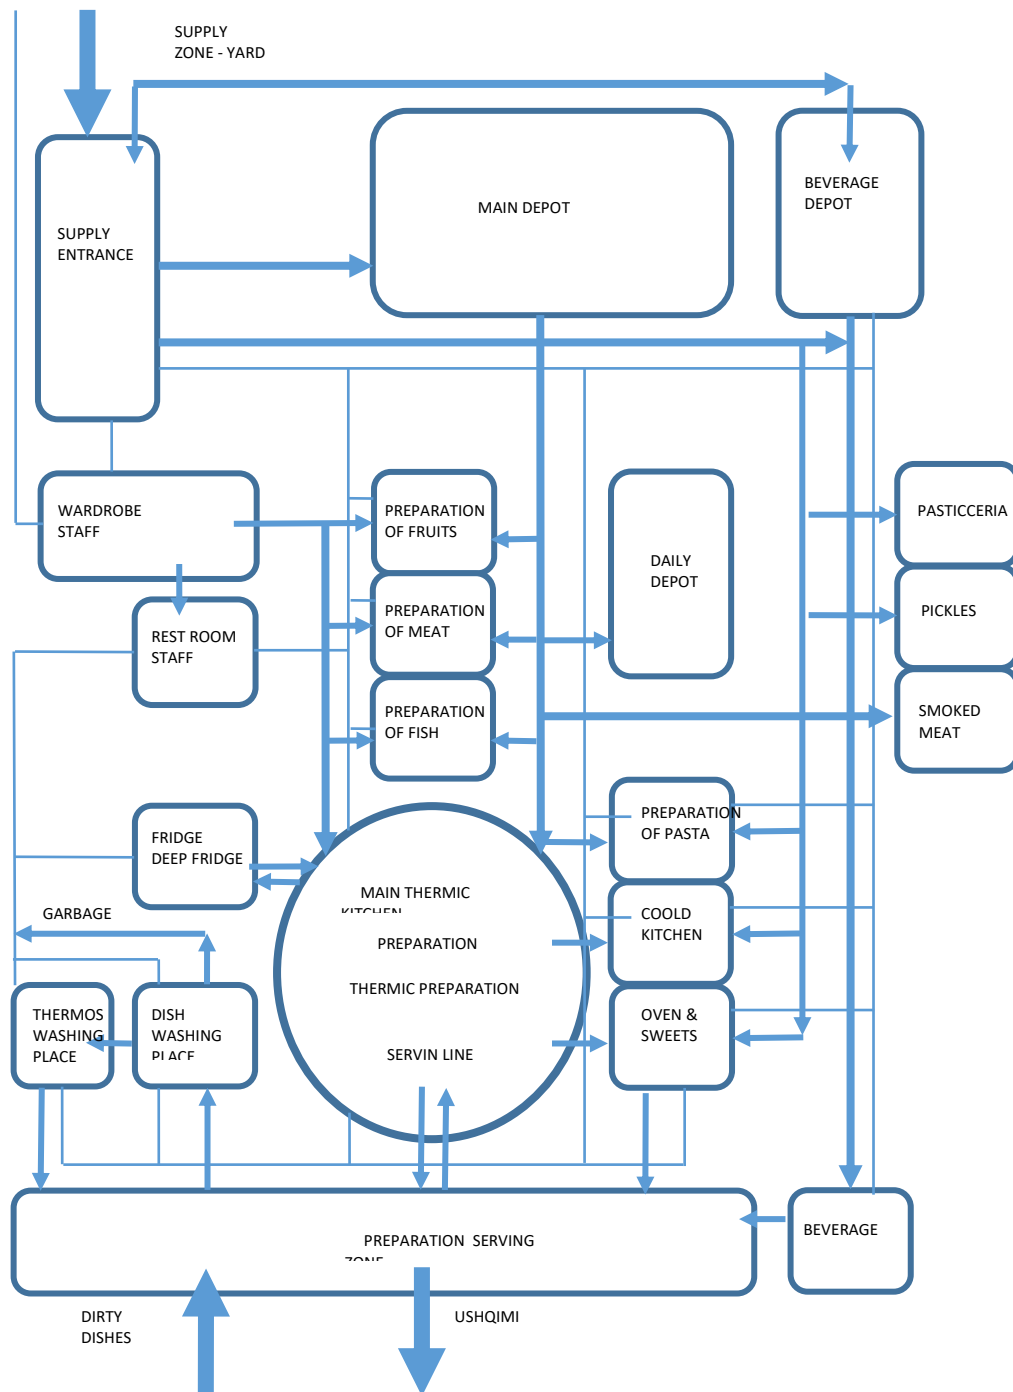 SUPPLY
ZONE - YARD
MAIN DEPOT
BEVERAGE
DEPOT
SUPPLY
ENTRANCE
WARDROBE
STAFF
PREPARATION
OF FRUITS
DAILY
DEPOT
PASTICCERIA
PREPARATION
OF MEAT
PICKLES
REST ROOM
STAFF
PREPARATION
OF FISH
SMOKED
MEAT
FRIDGE
DEEP FRIDGE
PREPARATION
OF PASTA
MAIN THERMIC
KITCHEN
PREPARATION
THERMIC PREPARATION
SERVIN LINE
COOLD
KITCHEN
GARBAGE
THERMOS
WASHING
PLACE
DISH
WASHING
PLACE
OVEN &
SWEETS
PREPARATION SERVING
ZONE
BEVERAGE
DIRTY
DISHES
USHQIMI